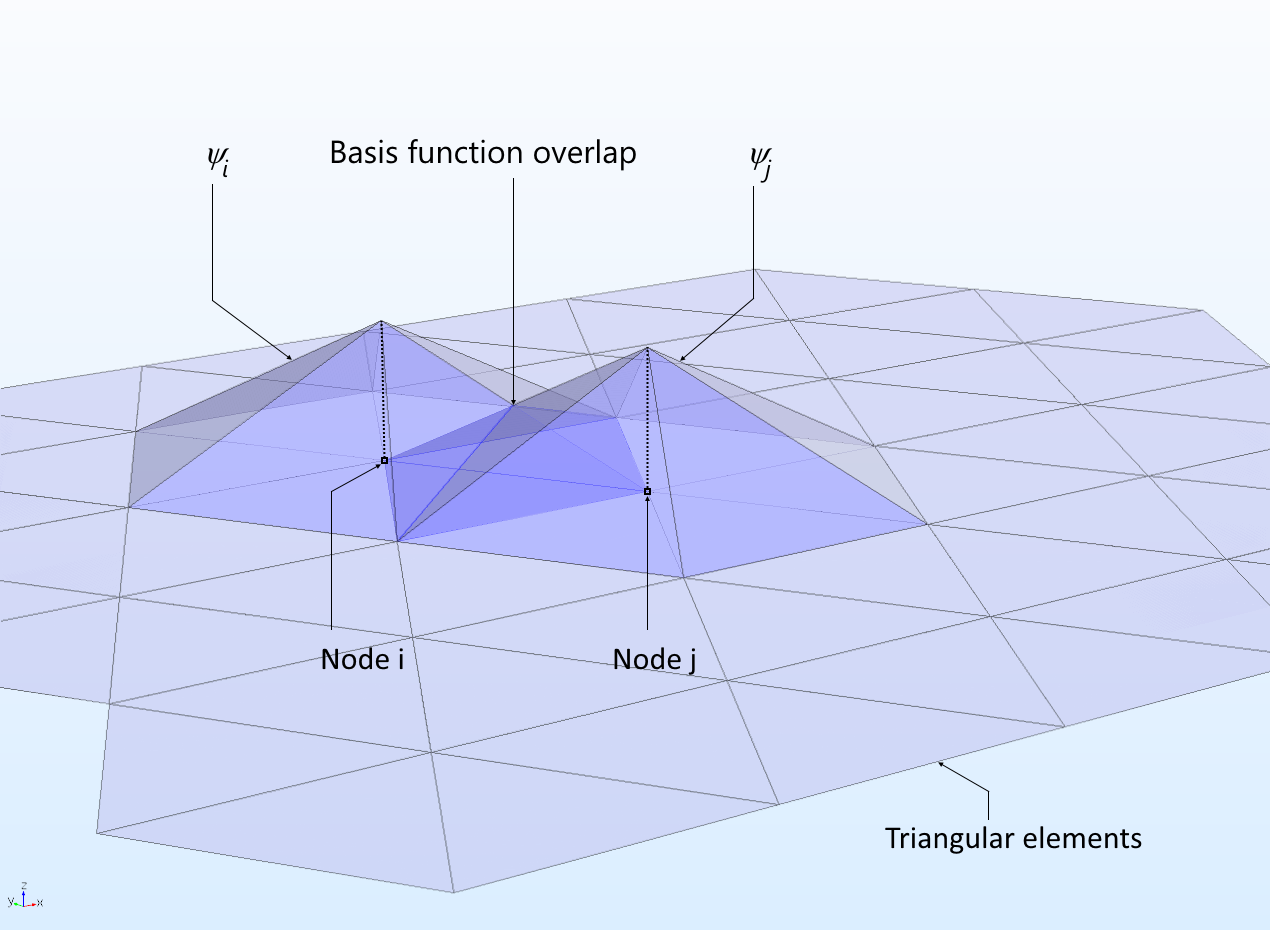 ψi
Basis function overlap
ψj
Node i
Node j
Triangular elements
z
y
x